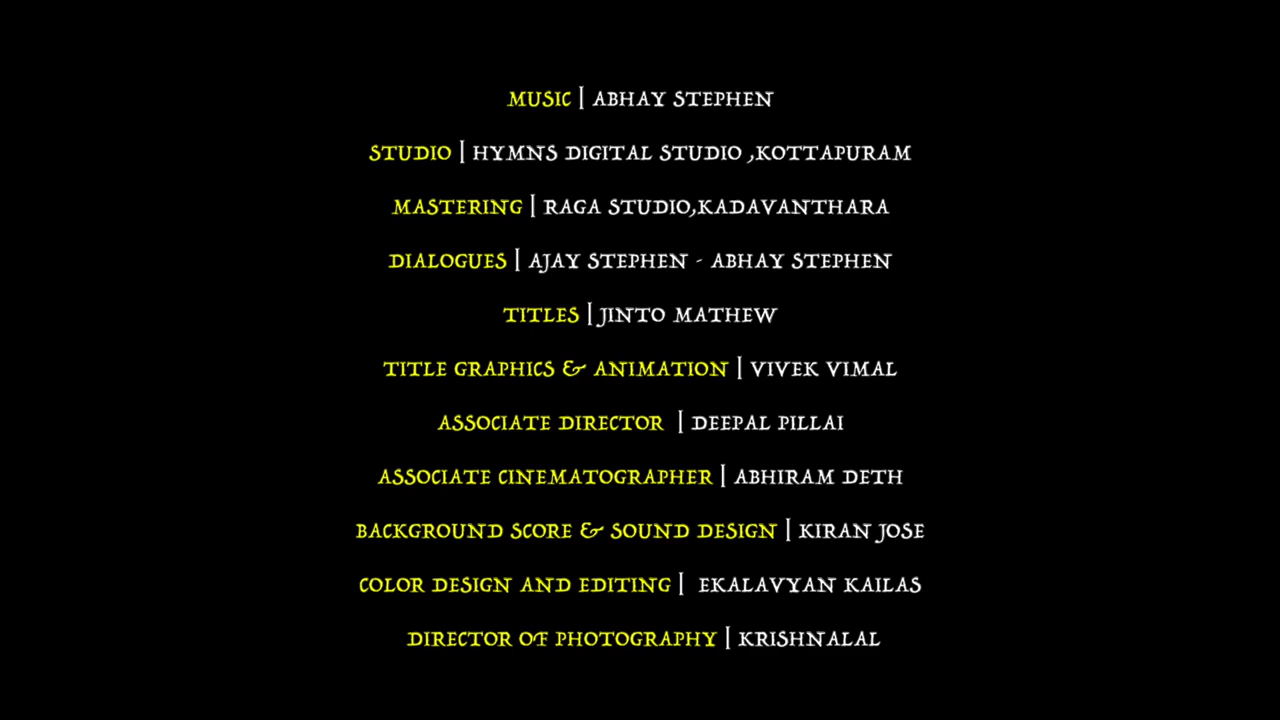 MUSIC | ABHAY STEPHEN
STUDIO | HYMNS DIGITAL STUDIO ,KOTTAPURAM
MASTERING | RAGA STUDIO,KADAVANTHARA
DIALOGUES | AJAY STEPHEN - ABHAY STEPHEN
TITLES | JINTO MATHEW
TITLE GRAPHICS & ANIMATION | VIVEK VIMAL
ASSOCIATE DIRECTOR | DEEPAL PILLAI
ASSOCIATE CINEMATOGRAPHER | ABHIRAM DETH
BACKGROUND SCORE & SOUND DESIGN | KIRAN JOSE
COLOR DESIGN AND EDITING | EKALAVYAN KAILAS
DIRECTOR OF PHOTOGRAPHY | KRISHNALAL